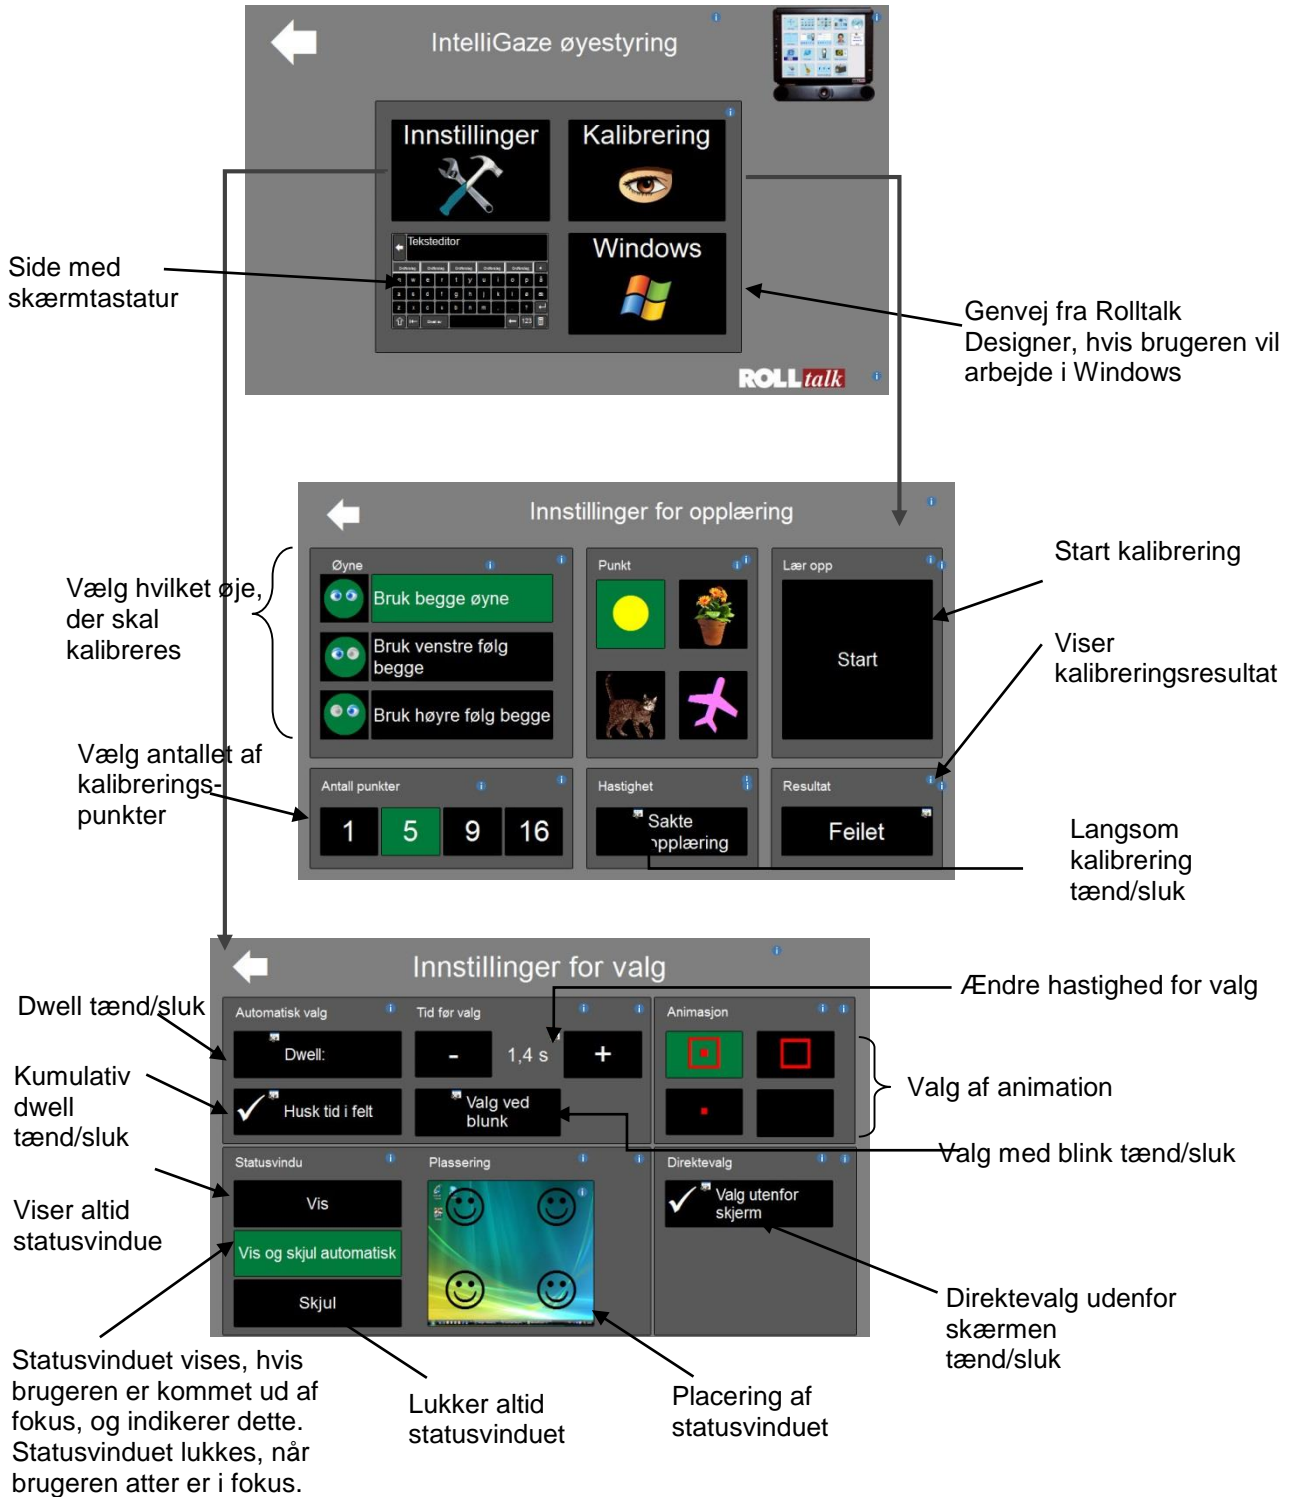 IntelliGaze øyestyring
Innstillinger
Kalibrering
Teksteditor
Windows
q w e r t y u i o p å
123
ROLLtalk
Side med
skærmtastatur
Genvej fra Rolltalk
Designer, hvis brugeren vil
arbejde i Windows
Innstillinger for opplæring
Øyne
Bruk begge øyne
Bruk venstre følg
begge
Bruk høyre følg begge
Punkt
Lær opp
Start
Antall punkter
1 5 9 16
Hastighet
Sakte
opplæring
Resultat
Feilet
Vælg hvilket øje,
der skal
kalibreres
Vælg antallet af
kalibrerings-
punkter
Start kalibrering
Viser
kalibreringsresultat
Langsom
kalibrering
tænd/sluk
Innstillinger for valg
Automatisk valg
Dwell:
Husk tid i felt
Tid før valg
- 1,4 s +
Valg ved
blunk
Animasjon
Statusvindu
Vis
Vis og skjul automatisk
Skjul
Plassering
Direktevalg
Valg utenfor
skjerm
Dwell tænd/sluk
Kumulativ
dwell
tænd/sluk
Viser altid
statusvindue
Statusvinduet vises, hvis
brugeren er kommet ud af
fokus, og indikerer dette.
Statusvinduet lukkes, når
brugeren atter er i fokus.
Lukker altid
statusvinduet
Placering af
statusvinduet
Ændre hastighed for valg
Valg af animation
Valg med blink tænd/sluk
Direktevalg udenfor
skærmen
tænd/sluk